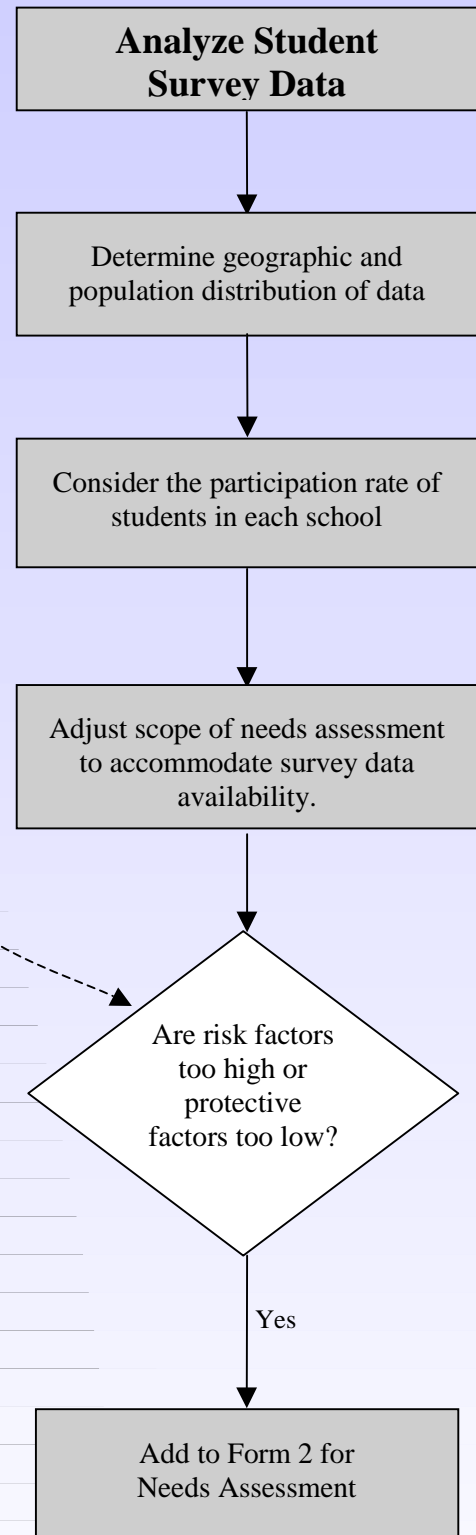 Analyze Student
Survey Data
Determine geographic and
population distribution of data
Consider the participation rate of
students in each school
Adjust scope of needs assessment
to accommodate survey data
availability.
Are risk factors
too high or
protective
factors too low?
Yes
Add to Form 2 for
Needs Assessment